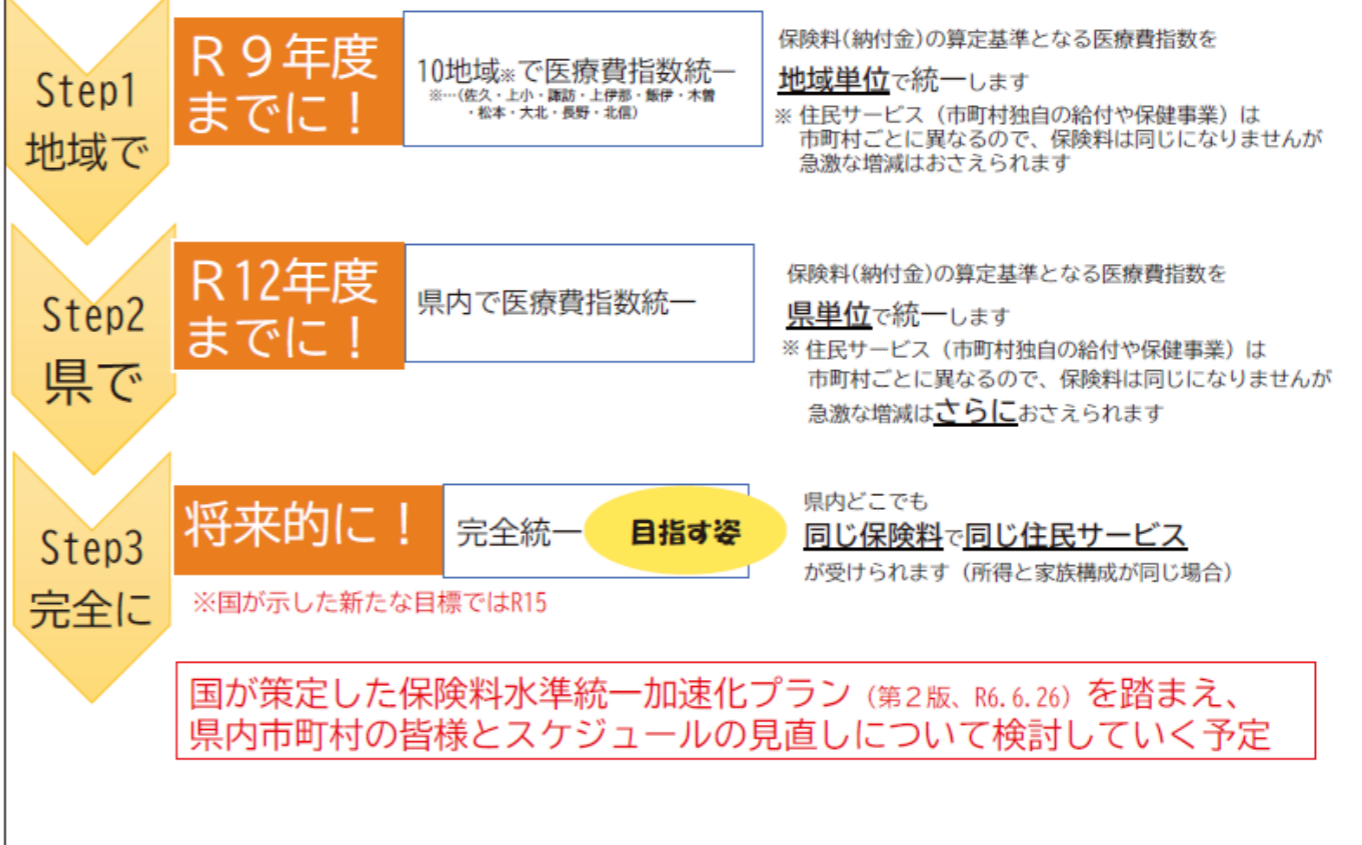 Step1
地域で
R９年度
までに！
10地域※で医療費指数統一
※…(佐久・上小・諏訪・上伊那・飯伊・木曽
・松本・大北・長野・北信)
保険料(納付金)の算定基準となる医療費指数を
地域単位で統一します
※ 住民サービス（市町村独自の給付や保健事業）は
市町村ごとに異なるので、保険料は同じになりませんが
急激な増減はおさえられます
Step2
県で
R12年度
までに！
県内で医療費指数統一
保険料(納付金)の算定基準となる医療費指数を
県単位で統一します
※ 住民サービス（市町村独自の給付や保健事業）は
市町村ごとに異なるので、保険料は同じになりませんが
急激な増減はさらにおさえられます
Step3
完全に
将来的に！
完全統一
目指す姿
※国が示した新たな目標ではR15
県内どこでも
同じ保険料で同じ住民サービス
が受けられます（所得と家族構成が同じ場合）
国が策定した保険料水準統一加速化プラン（第２版、R6.6.26）を踏まえ、
県内市町村の皆様とスケジュールの見直しについて検討していく予定